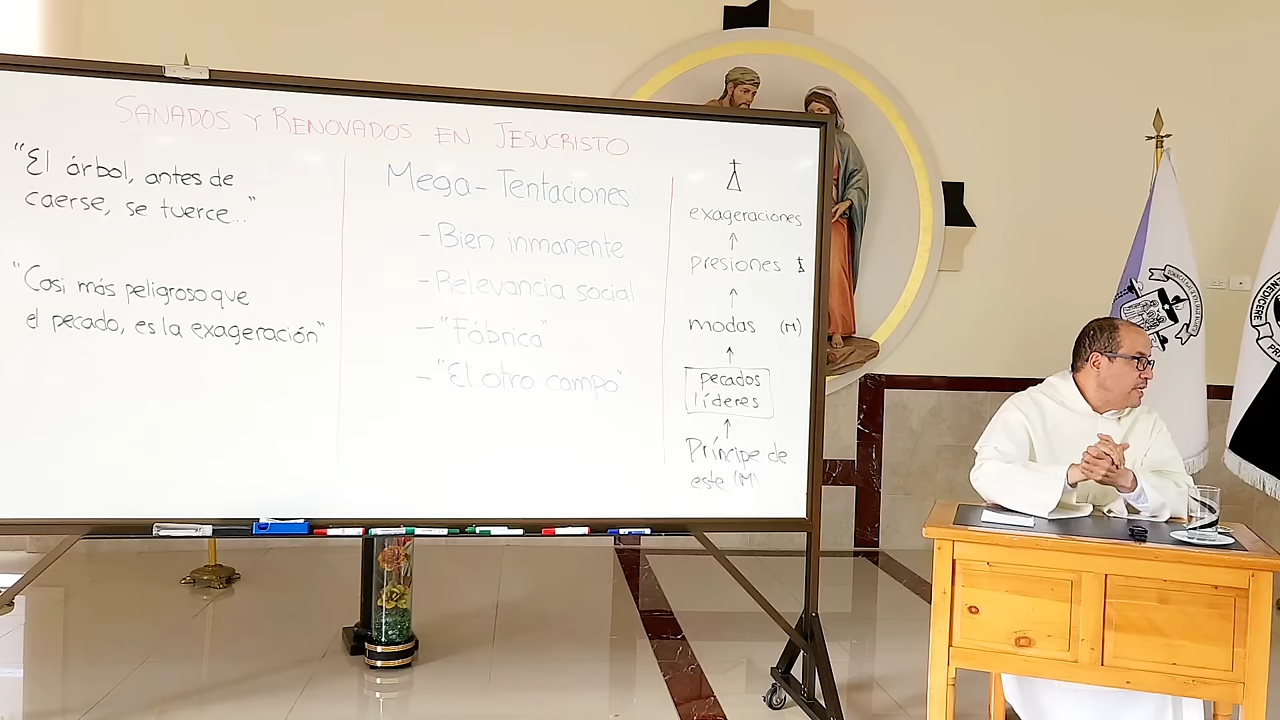 SANADOS Y RENOVADOS EN JESUCRISTO
"El árbol, antes de
caerse, se tuerce..."
"Casi más peligroso que
el pecado, es la exageración"
Mega-Tentaciones:
- Bien inmanente
- Relevancia social
- "Fábrica"
- "El otro campo"
exageraciones
↑
presiones
↑
modas (M)
↑
pecados
líderes
↑
Príncipe de
este (M)